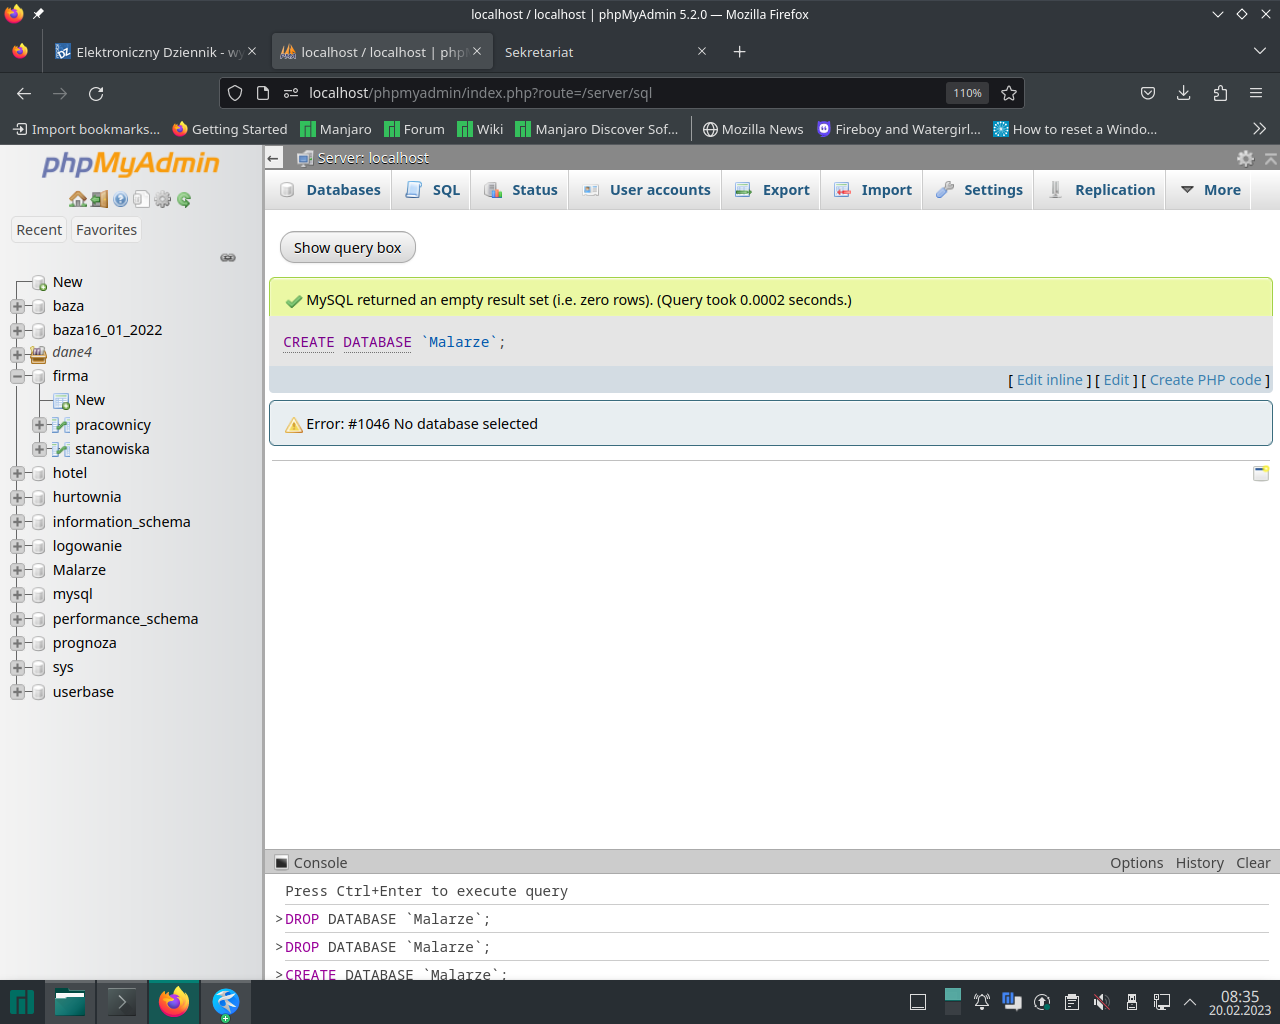 localhost / localhost | phpMyAdmin 5.2.0 — Mozilla Firefox
Elektroniczny Dziennik - wy
localhost / localhost | php
Sekretariat
localhost/phpmyadmin/index.php?route=/server/sql
110%
Import bookmarks...
Getting Started
Manjaro
Forum
Wiki
Manjaro Discover Sof...
Mozilla News
Fireboy and Watergirl...
How to reset a Windo...
phpMyAdmin
Recent
Favorites
New
baza
baza16_01_2022
dane4
firma
New
pracownicy
stanowiska
hotel
hurtownia
information_schema
logowanie
Malarze
mysql
performance_schema
prognoza
sys
userbase
Server: localhost
Databases
SQL
Status
User accounts
Export
Import
Settings
Replication
More
Show query box
MySQL returned an empty result set (i.e. zero rows). (Query took 0.0002 seconds.)
CREATE DATABASE `Malarze`;
[ Edit inline ] [ Edit ] [ Create PHP code ]
Error: #1046 No database selected
Console
Options
History
Clear
Press Ctrl+Enter to execute query
>DROP DATABASE `Malarze`;
>DROP DATABASE `Malarze`;
>CREATE DATABASE `Malarze`;
08:35
20.02.2023